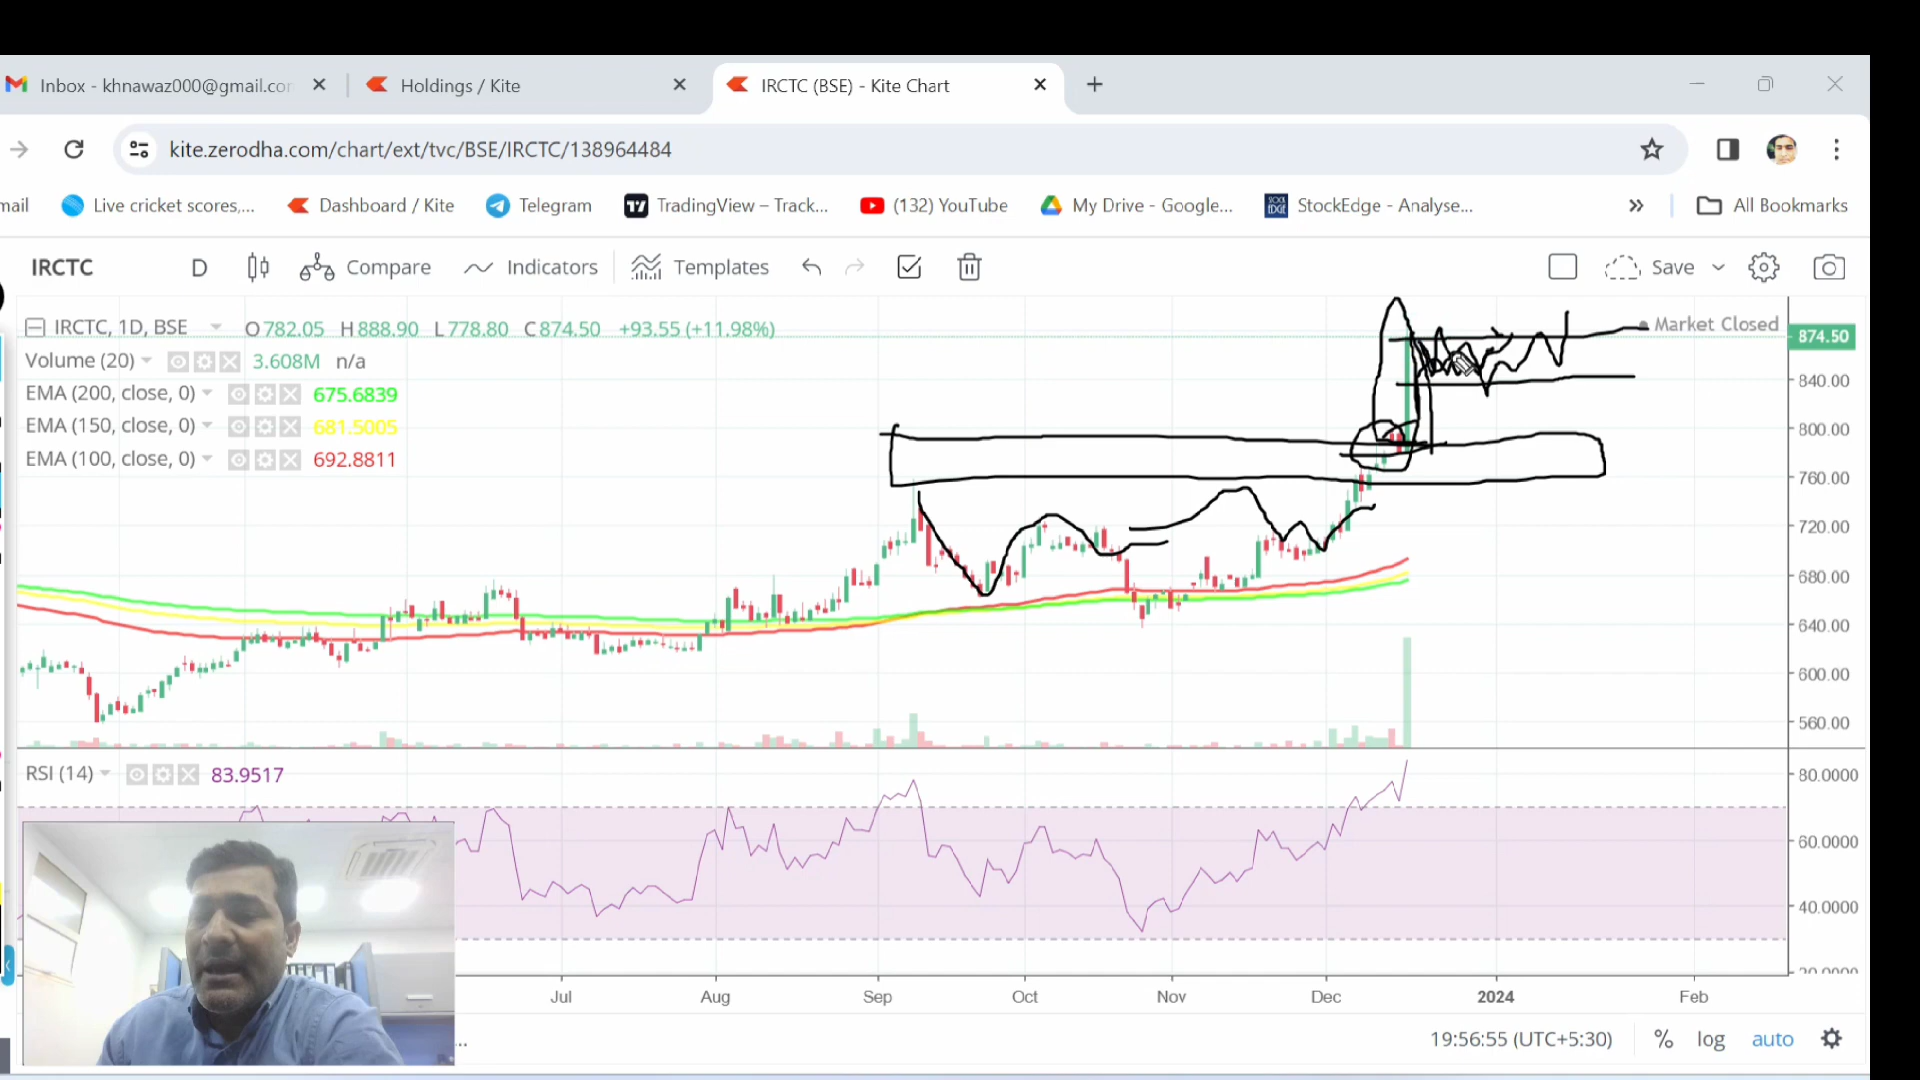 Inbox - khnawaz000@gmail.co
Holdings / Kite
IRCTC (BSE) - Kite Chart
kite.zerodha.com/chart/ext/tvc/BSE/IRCTC/138964484
mail
Live cricket scores,...
Dashboard / Kite
Telegram
TradingView – Track...
(132) YouTube
My Drive - Google...
STOCK EDGE
StockEdge - Analyse...
All Bookmarks
IRCTC
D
Compare
Indicators
Templates
Save
IRCTC, 1D, BSE O782.05 H888.90 L778.80 C874.50 +93.55 (+11.98%)
Market Closed
Volume (20) 3.608M n/a
EMA (200, close, 0) 675.6839
EMA (150, close, 0) 681.5005
EMA (100, close, 0) 692.8811
874.50
840.00
800.00
760.00
720.00
680.00
640.00
600.00
560.00
RSI (14) 83.9517
80.0000
60.0000
40.0000
Jul Aug Sep Oct Nov Dec 2024 Feb
19:56:55 (UTC+5:30) % log auto